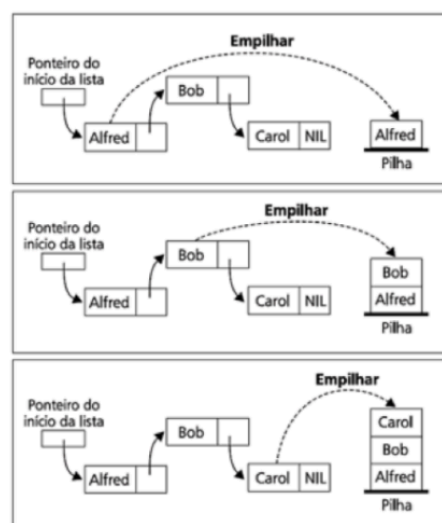 Empilhar
Ponteiro do
início da lista
Bob
Alfred
Carol NIL
Alfred
Pilha
Empilhar
Ponteiro do
início da lista
Bob
Bob
Alfred
Carol NIL
Alfred
Pilha
Empilhar
Ponteiro do
início da lista
Carol
Bob
Bob
Alfred
Carol NIL
Alfred
Pilha